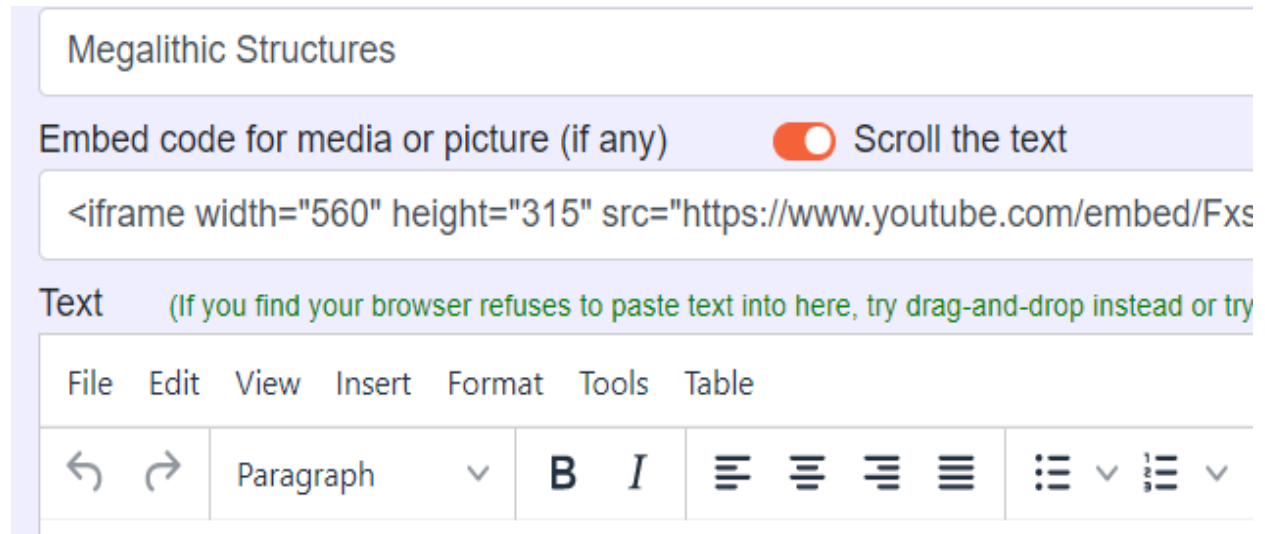 Megalithic Structures
Embed code for media or picture (if any) Scroll the text
<iframe width="560" height="315" src="https://www.youtube.com/embed/Fxs
Text (If you find your browser refuses to paste text into here, try drag-and-drop instead or try
File Edit View Insert Format Tools Table
Paragraph B I